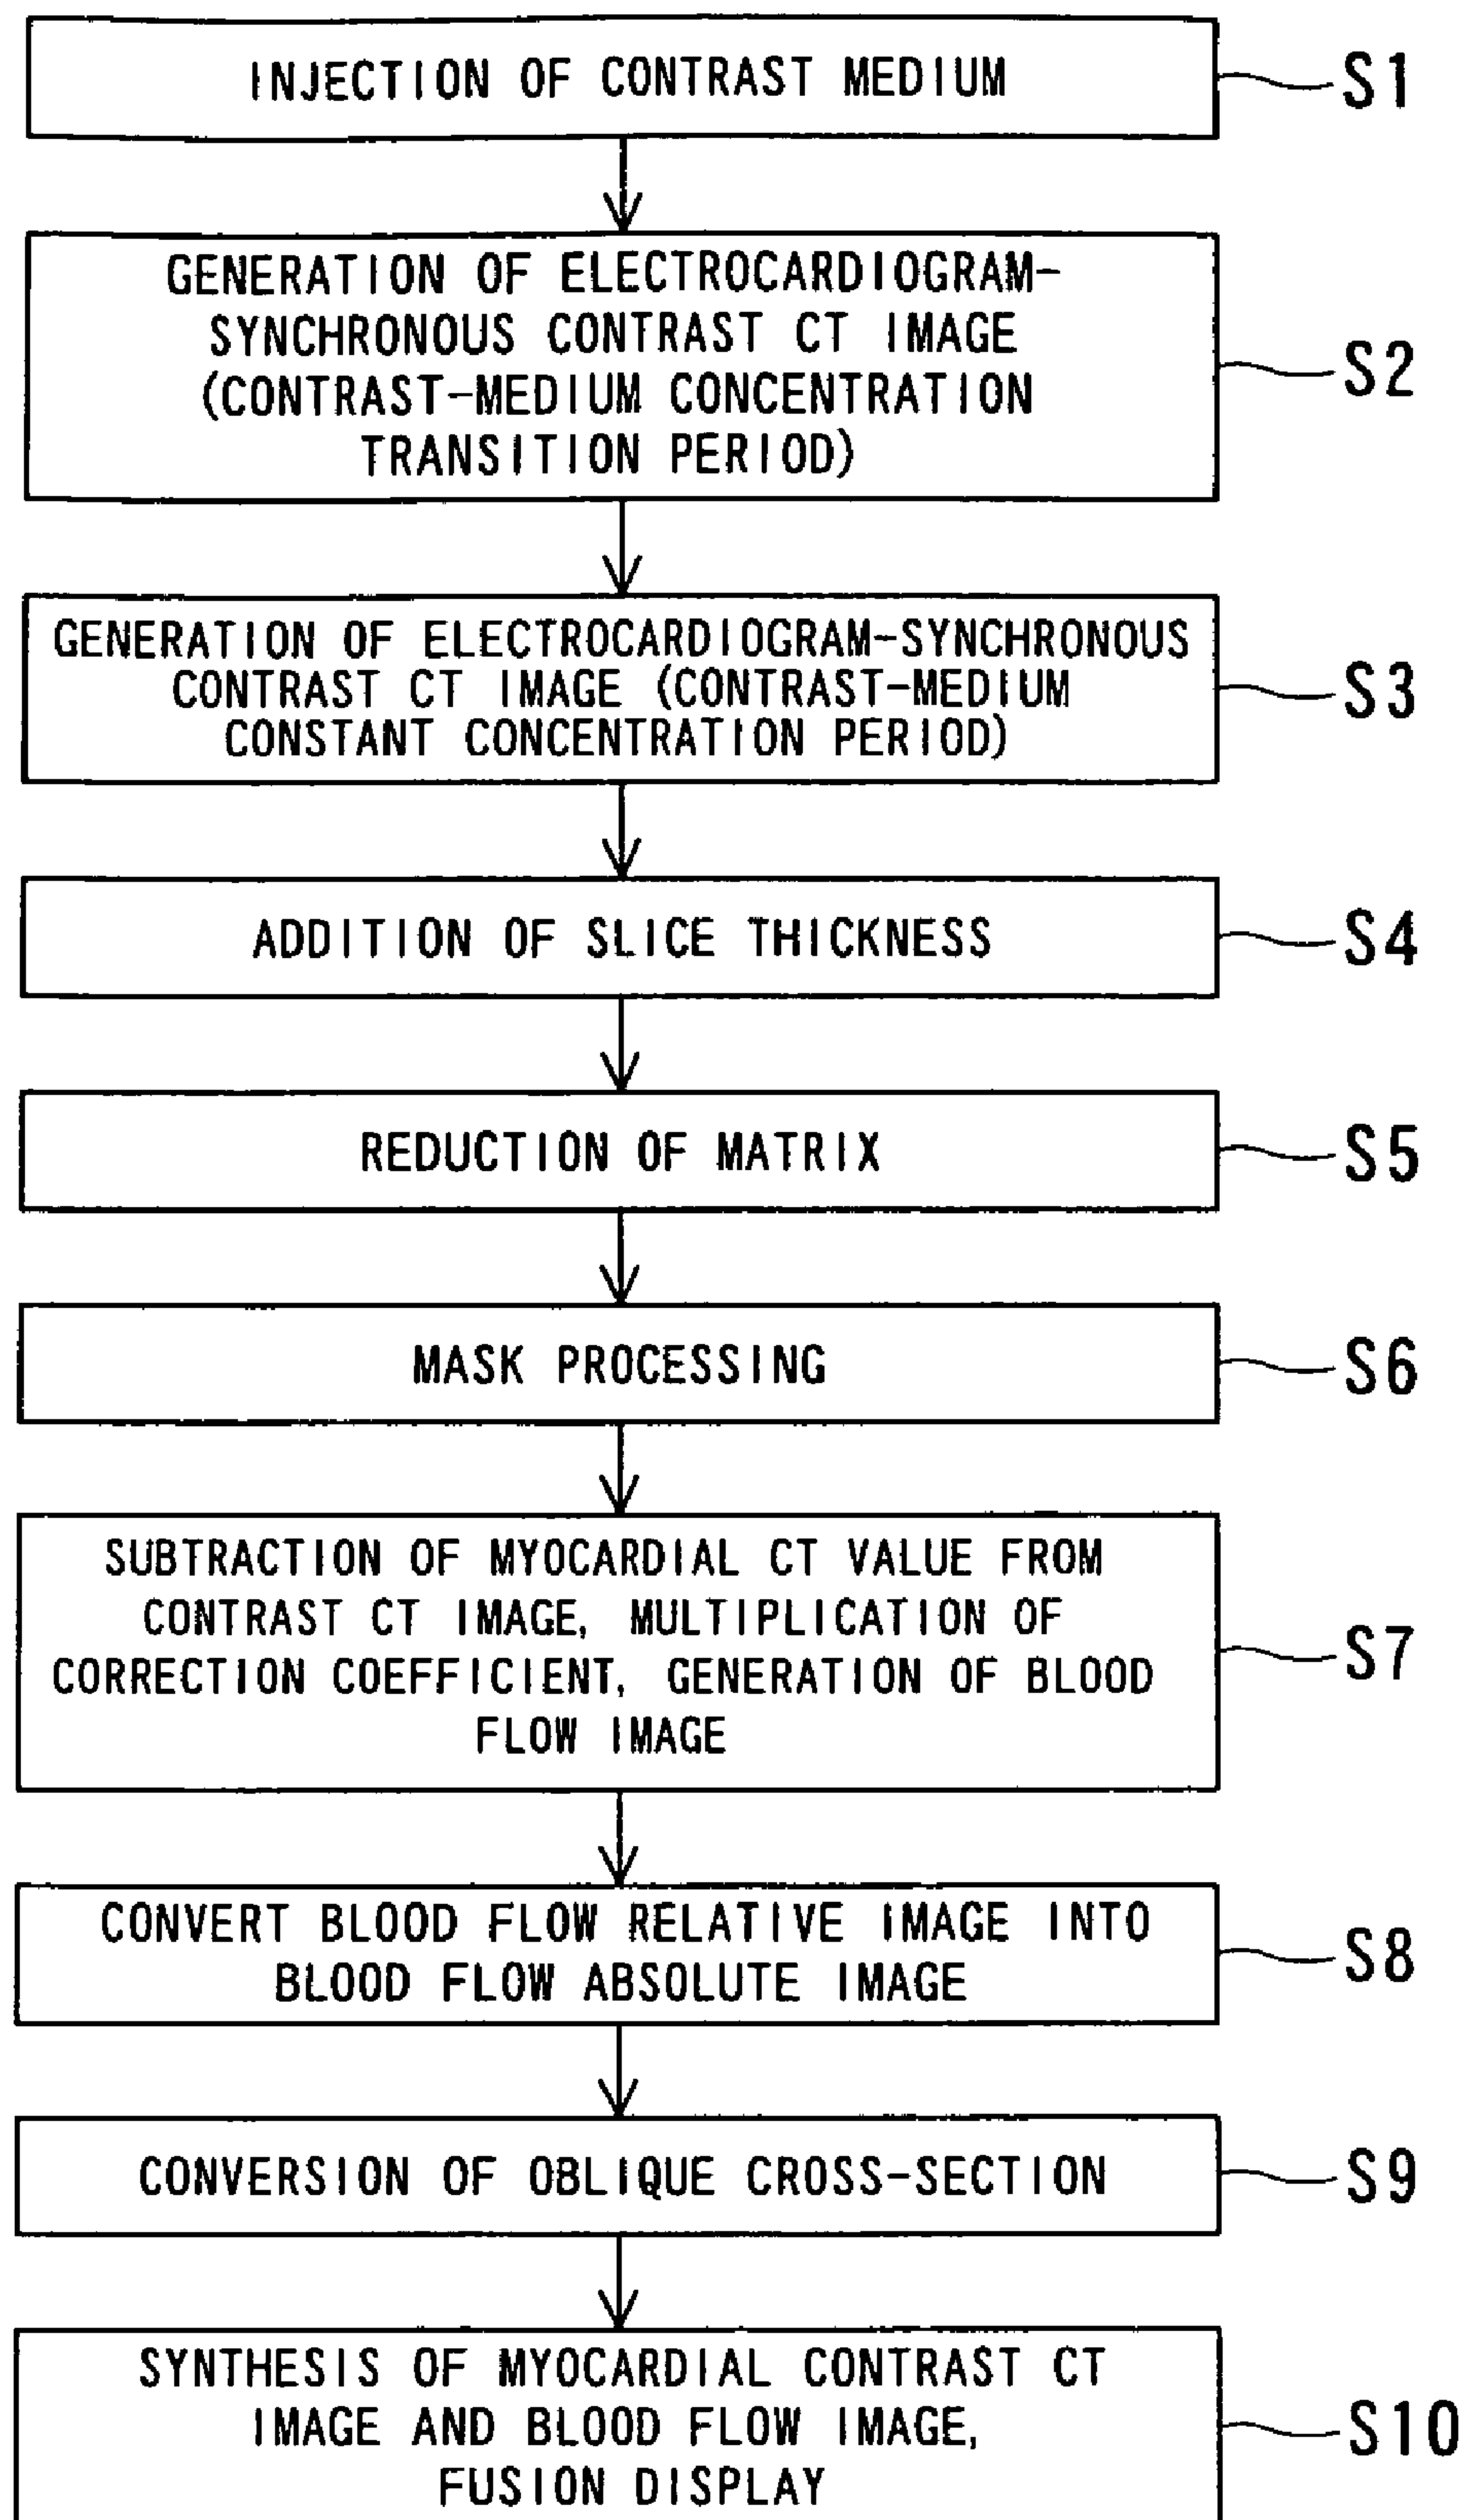 INJECTION OF CONTRAST MEDIUM
S1
GENERATION OF ELECTROCARDIOGRAM-
SYNCHRONOUS CONTRAST CT IMAGE
(CONTRAST-MEDIUM CONCENTRATION
TRANSITION PERIOD)
S2
GENERATION OF ELECTROCARDIOGRAM-SYNCHRONOUS
CONTRAST CT IMAGE (CONTRAST-MEDIUM
CONSTANT CONCENTRATION PERIOD)
S3
ADDITION OF SLICE THICKNESS
S4
REDUCTION OF MATRIX
S5
MASK PROCESSING
S6
SUBTRACTION OF MYOCARDIAL CT VALUE FROM
CONTRAST CT IMAGE, MULTIPLICATION OF
CORRECTION COEFFICIENT, GENERATION OF BLOOD
FLOW IMAGE
S7
CONVERT BLOOD FLOW RELATIVE IMAGE INTO
BLOOD FLOW ABSOLUTE IMAGE
S8
CONVERSION OF OBLIQUE CROSS-SECTION
S9
SYNTHESIS OF MYOCARDIAL CONTRAST CT
IMAGE AND BLOOD FLOW IMAGE,
FUSION DISPLAY
S10